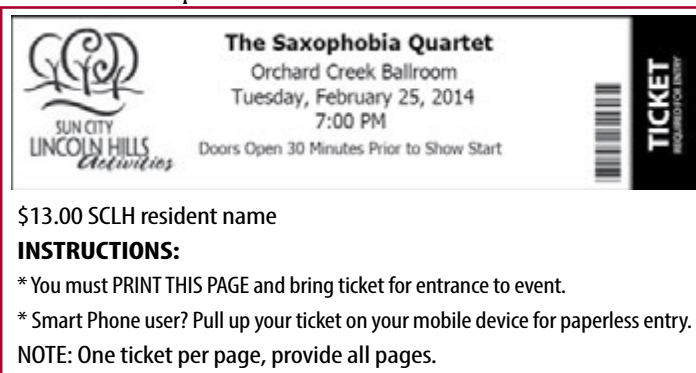 The Saxophobia Quartet
Orchard Creek Ballroom
Tuesday, February 25, 2014
7:00 PM
Doors Open 30 Minutes Prior to Show Start
SUN CITY
LINCOLN HILLS
Activities
TICKET
REQUIRED FOR ENTRY
$13.00 SCLH resident name
INSTRUCTIONS:
* You must PRINT THIS PAGE and bring ticket for entrance to event.
* Smart Phone user? Pull up your ticket on your mobile device for paperless entry.
NOTE: One ticket per page, provide all pages.